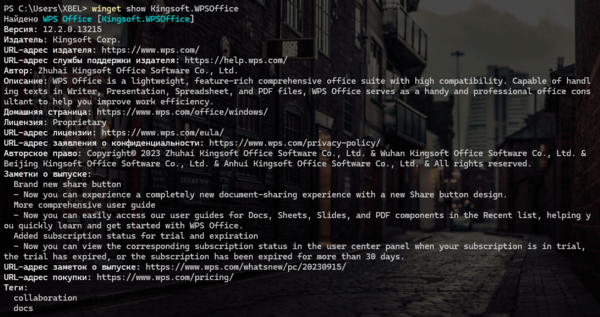 PS C:\Users\XBEL> winget show Kingsoft.WPSOffice
Найдено WPS Office [Kingsoft.WPSOffice]
Версия: 12.2.0.13215
Издатель: Kingsoft Corp.
URL-адрес издателя: https://www.wps.com/
URL-адрес службы поддержки издателя: https://help.wps.com/
Автор: Zhuhai Kingsoft Office Software Co., Ltd.
Описание: WPS Office is a lightweight, feature-rich comprehensive office suite with high compatibility. Capable of handl
ing texts in Writer, Presentation, Spreadsheet, and PDF files, WPS Office serves as a handy and professional office cons
ultant to help you improve work efficiency.
Домашняя страница: https://www.wps.com/office/windows/
Лицензия: Proprietary
URL-адрес лицензии: https://www.wps.com/eula/
URL-адрес заявления о конфиденциальности: https://www.wps.com/privacy-policy/
Авторское право: Copyright© 2023 Zhuhai Kingsoft Office Software Co., Ltd. & Wuhan Kingsoft Office Software Co., Ltd. &
Beijing Kingsoft Office Software Co., Ltd. & Anhui Kingsoft Office Software Co., Ltd. & All rights reserved.
Заметки о выпуске:
Brand new share button
- Now you can experience a completely new document-sharing experience with a new Share button design.
More comprehensive user guide
- Now you can easily access our user guides for Docs, Sheets, Slides, and PDF components in the Recent list, helping yo
u quickly learn and get started with WPS Office.
Added subscription status for trial and expiration
- Now you can view the corresponding subscription status in the user center panel when your subscription is in trial,
the trial has expired, or the subscription has been expired for more than 30 days.
URL-адрес заметок о выпуске: https://www.wps.com/whatsnew/pc/20230915/
URL-адрес покупки: https://www.wps.com/pricing/
Теги:
collaboration
docs